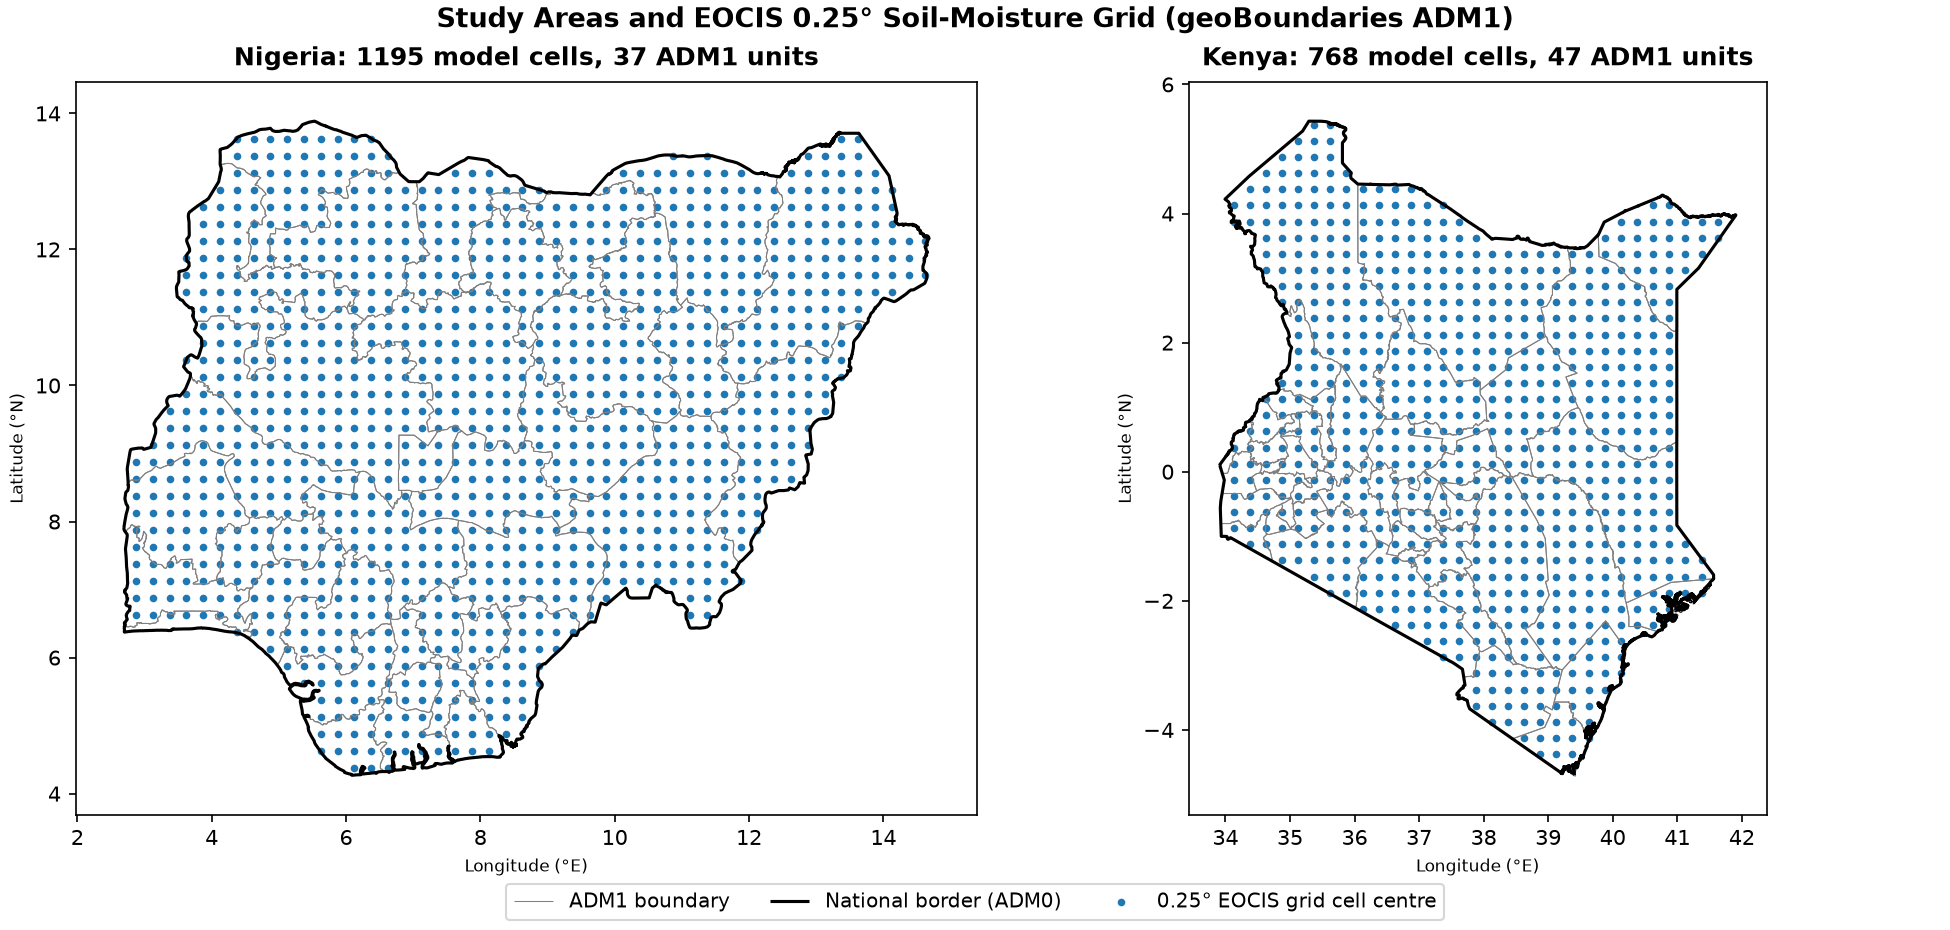 Study Areas and EOCIS 0.25° Soil-Moisture Grid (geoBoundaries ADM1)
Nigeria: 1195 model cells, 37 ADM1 units
Kenya: 768 model cells, 47 ADM1 units
Latitude (°N)
14
12
10
8
6
4
2
4
6
8
10
12
14
Longitude (°E)
Latitude (°N)
6
4
2
0
−2
−4
34
35
36
37
38
39
40
41
42
Longitude (°E)
ADM1 boundary
National border (ADM0)
0.25° EOCIS grid cell centre